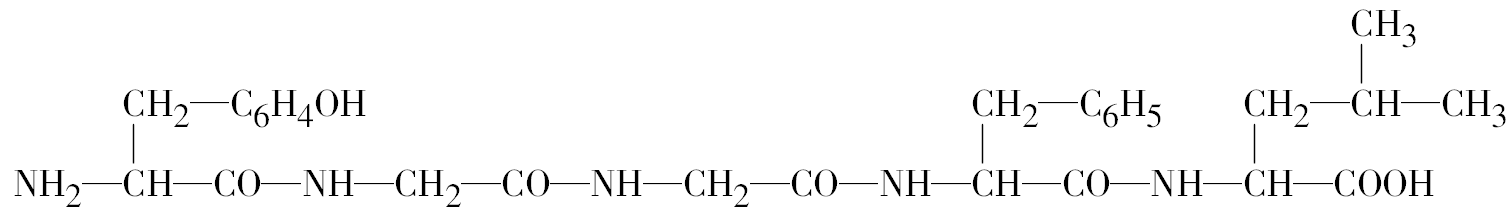 CH₃
CH₂—C₆H₄OH CH₂—C₆H₅ CH₂—CH—CH₃
NH₂—CH—CO—NH—CH₂—CO—NH—CH₂—CO—NH—CH—CO—NH—CH—COOH